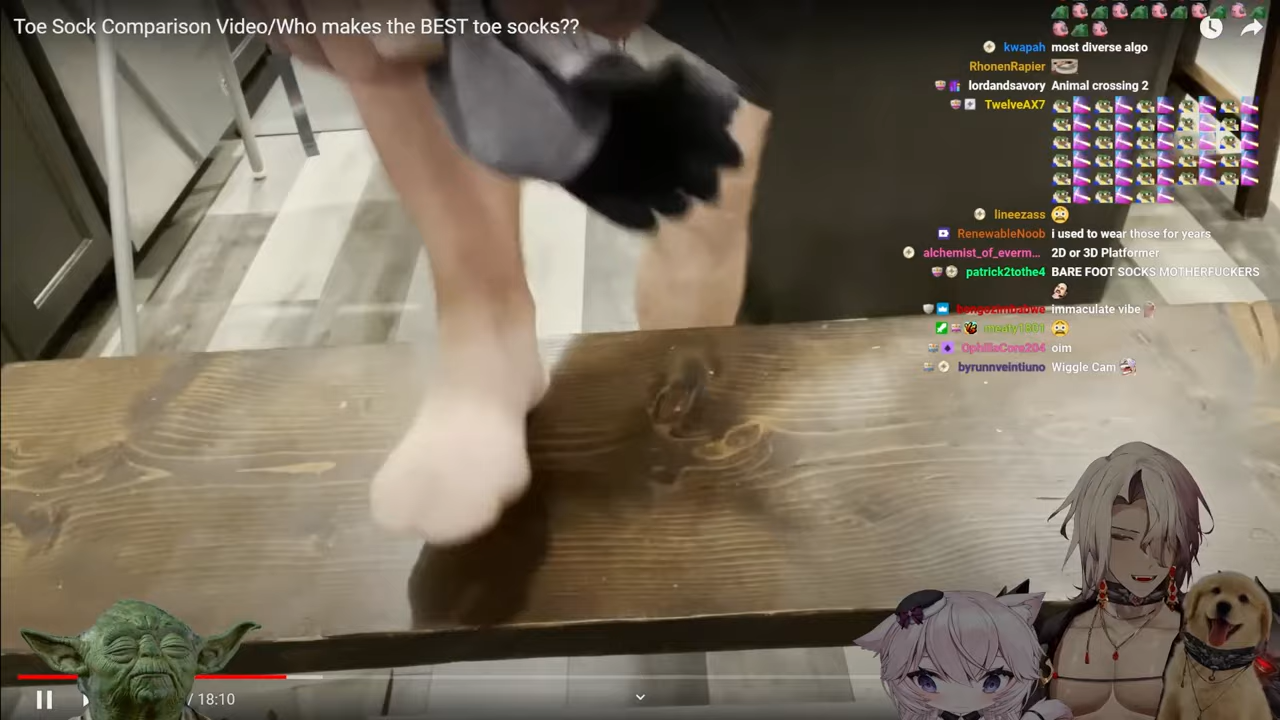 Toe Sock Comparison Video/Who makes the BEST toe socks??
kwapah most diverse algo
RhonenRapier
lordandsavory Animal crossing 2
TwelveAX7
lineezass
RenewableNoob i used to wear those for years
alchemist_of_everm... 2D or 3D Platformer
patrick2tothe4 BARE FOOT SOCKS MOTHERFUCKERS
immaculate vibe
meaty1801
OphiliaCora204 oim
byrunnveintiuno Wiggle Cam
/ 18:10